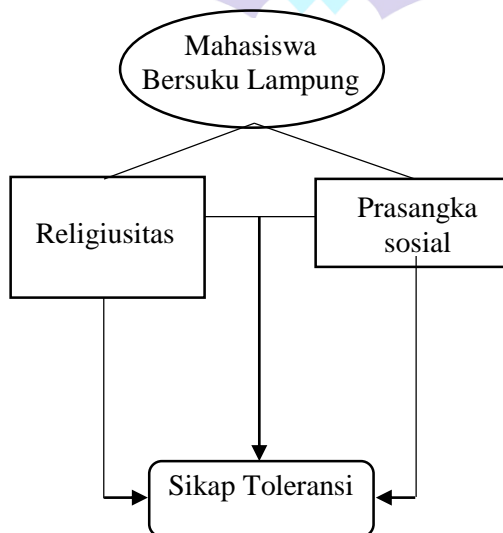 Mahasiswa
Bersuku Lampung
Religiusitas
Prasangka
sosial
Sikap Toleransi